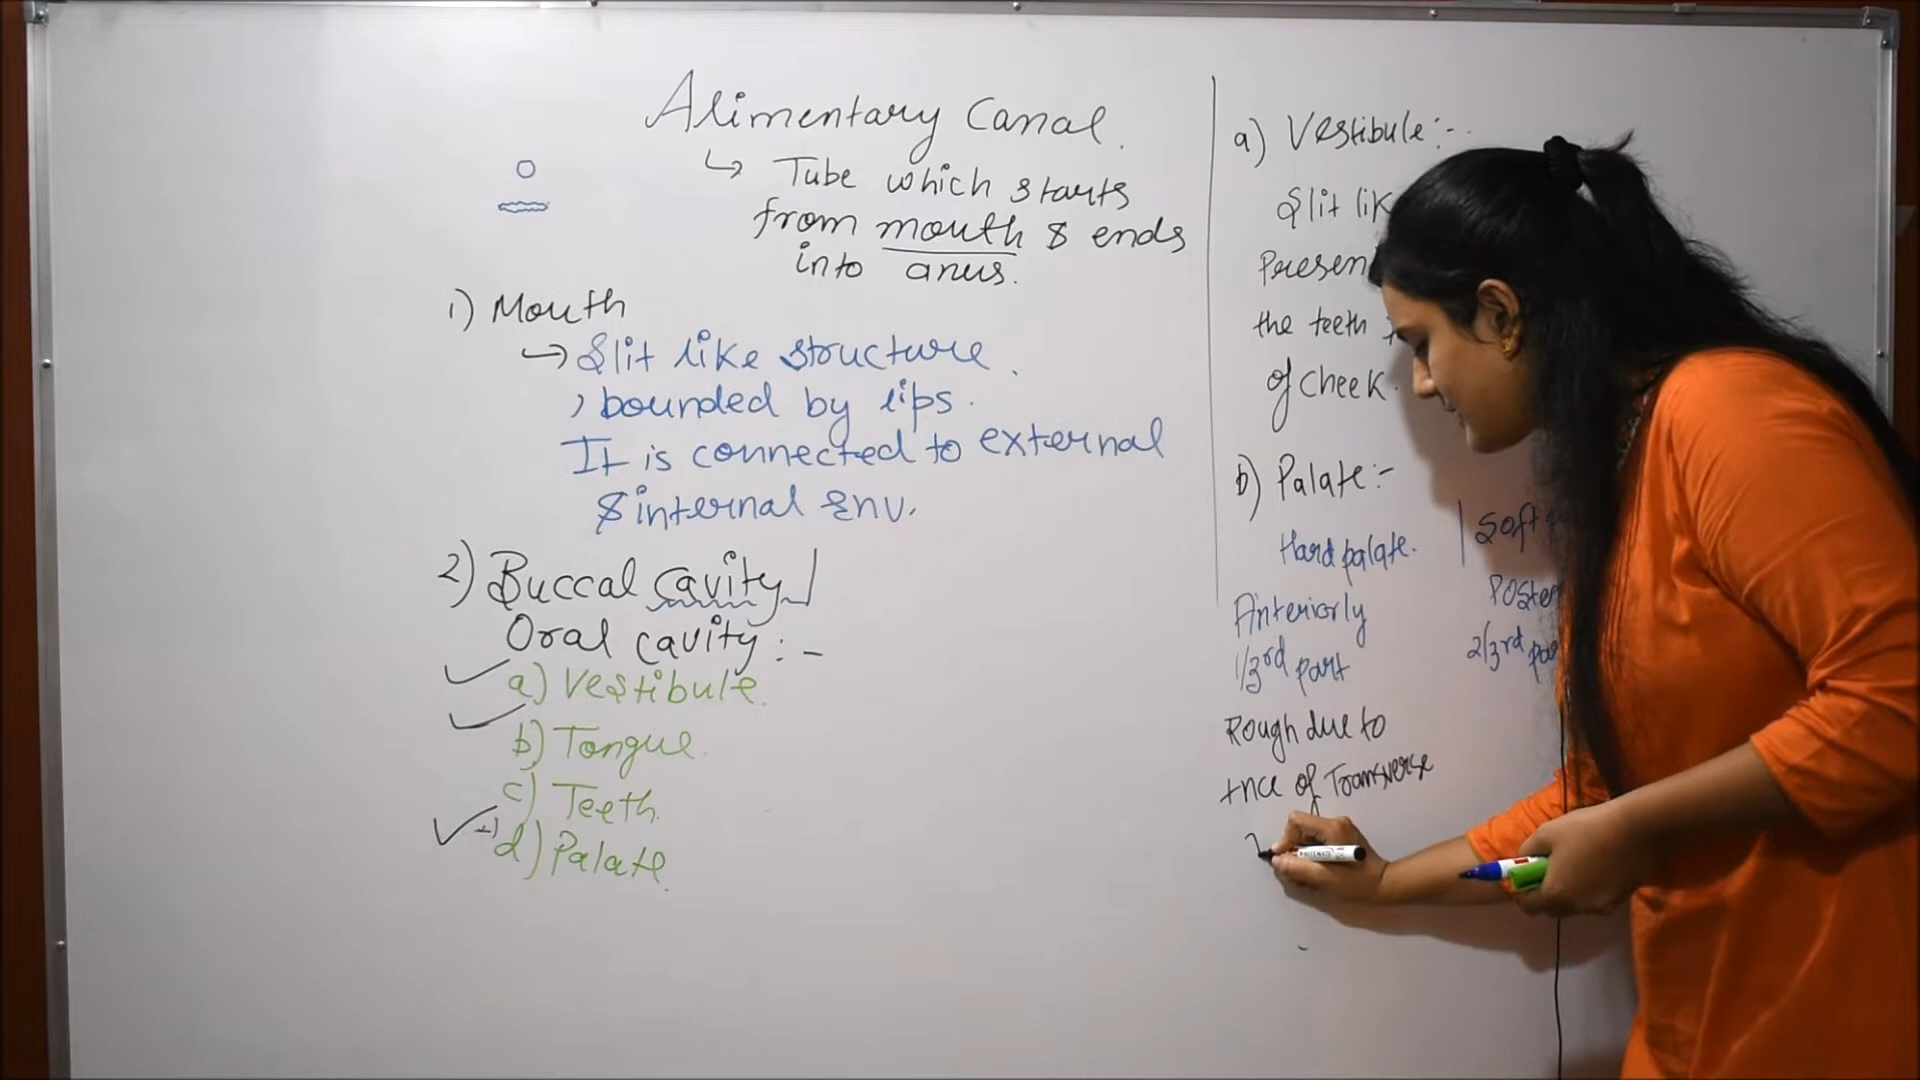 Alimentary Canal.
↳ Tube which starts
from mouth & ends
into anus.
1) Mouth
→ Slit like structure
, bounded by lips.
It is connected to external
& internal Env.
2) Buccal cavity/
Oral cavity :-
a) Vestibule
b) Tongue.
c) Teeth.
d) Palate
a) Vestibule :-
Slit lik
Presen
the teeth
of cheek.
b) Palate :-
Hard palate. | Soft
Anteriorly
1/3rd part
Poste
2/3rd
Rough due to
+nce of Transverse